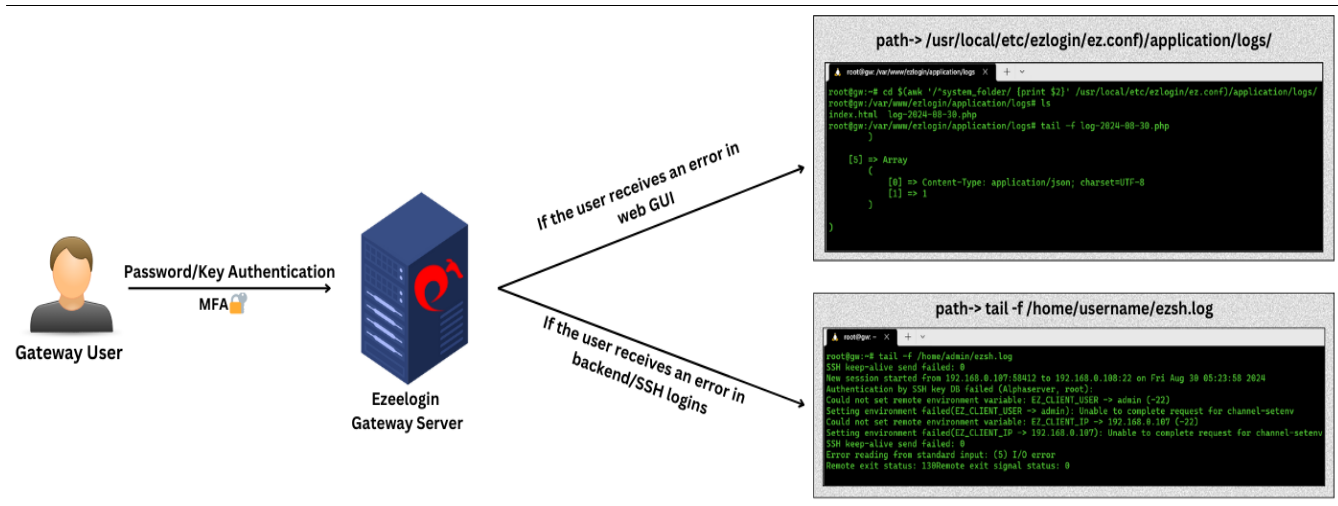 path-> /usr/local/etc/ezlogin/ez.conf)/application/logs/
root@gw: /var/www/ezlogin/application/logs
root@gw:~# cd $(awk '/^system_folder/ {print $2}' /usr/local/etc/ezlogin/ez.conf)/application/logs/
root@gw:/var/www/ezlogin/application/logs# ls
index.html  log-2024-08-30.php
root@gw:/var/www/ezlogin/application/logs# tail -f log-2024-08-30.php
)
[5] => Array
(
[0] => Content-Type: application/json; charset=UTF-8
[1] => 1
)
)
If the user receives an error in
web GUI
Password/Key Authentication
MFA
Gateway User
Ezeelogin
Gateway Server
If the user receives an error in
backend/SSH logins
path-> tail -f /home/username/ezsh.log
root@gw: ~
root@gw:~# tail -f /home/admin/ezsh.log
SSH keep-alive send failed: 0
New session started from 192.168.0.107:58412 to 192.168.0.108:22 on Fri Aug 30 05:23:58 2024
Authentication by SSH key DB failed (Alphaserver, root):
Could not set remote environment variable: EZ_CLIENT_USER -> admin (-22)
Setting environment failed(EZ_CLIENT_USER -> admin): Unable to complete request for channel-setenv
Could not set remote environment variable: EZ_CLIENT_IP -> 192.168.0.107 (-22)
Setting environment failed(EZ_CLIENT_IP -> 192.168.0.107): Unable to complete request for channel-setenv
SSH keep-alive send failed: 0
Error reading from standard input: (5) I/O error
Remote exit status: 130Remote exit signal status: 0